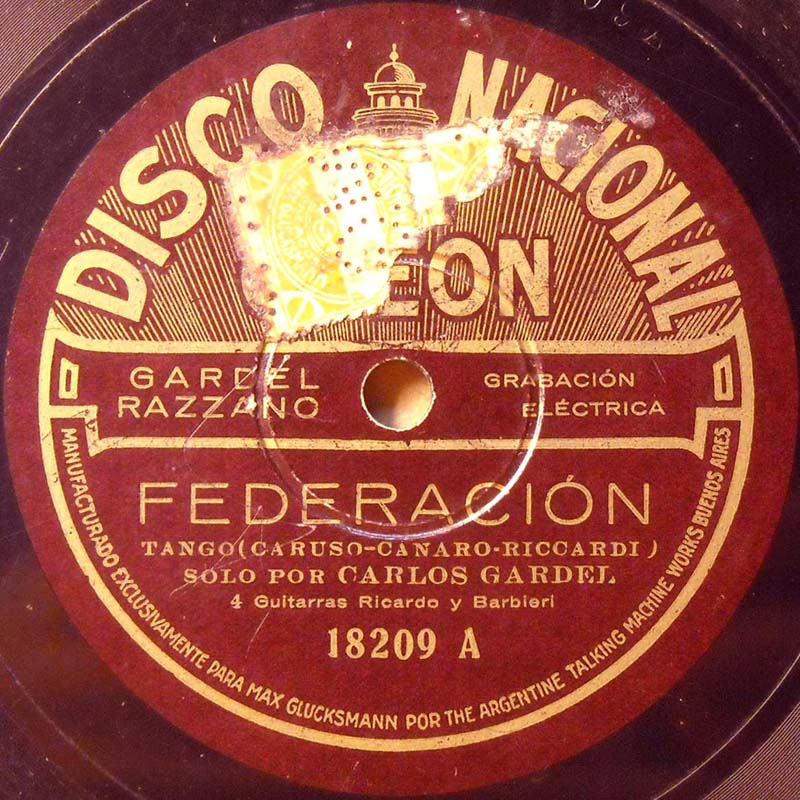 DISCO NACIONAL
EON
GARDEL
RAZZANO
GRABACIÓN
ELÉCTRICA
FEDERACIÓN
TANGO (CARUSO-CANARO-RICCARDI)
SOLO POR CARLOS GARDEL
4 Guitarras Ricardo y Barbieri
18209 A
MANUFACTURADO EXCLUSIVAMENTE PARA MAX GLUCKSMANN POR THE ARGENTINE TALKING MACHINE WORKS BUENOS AIRES